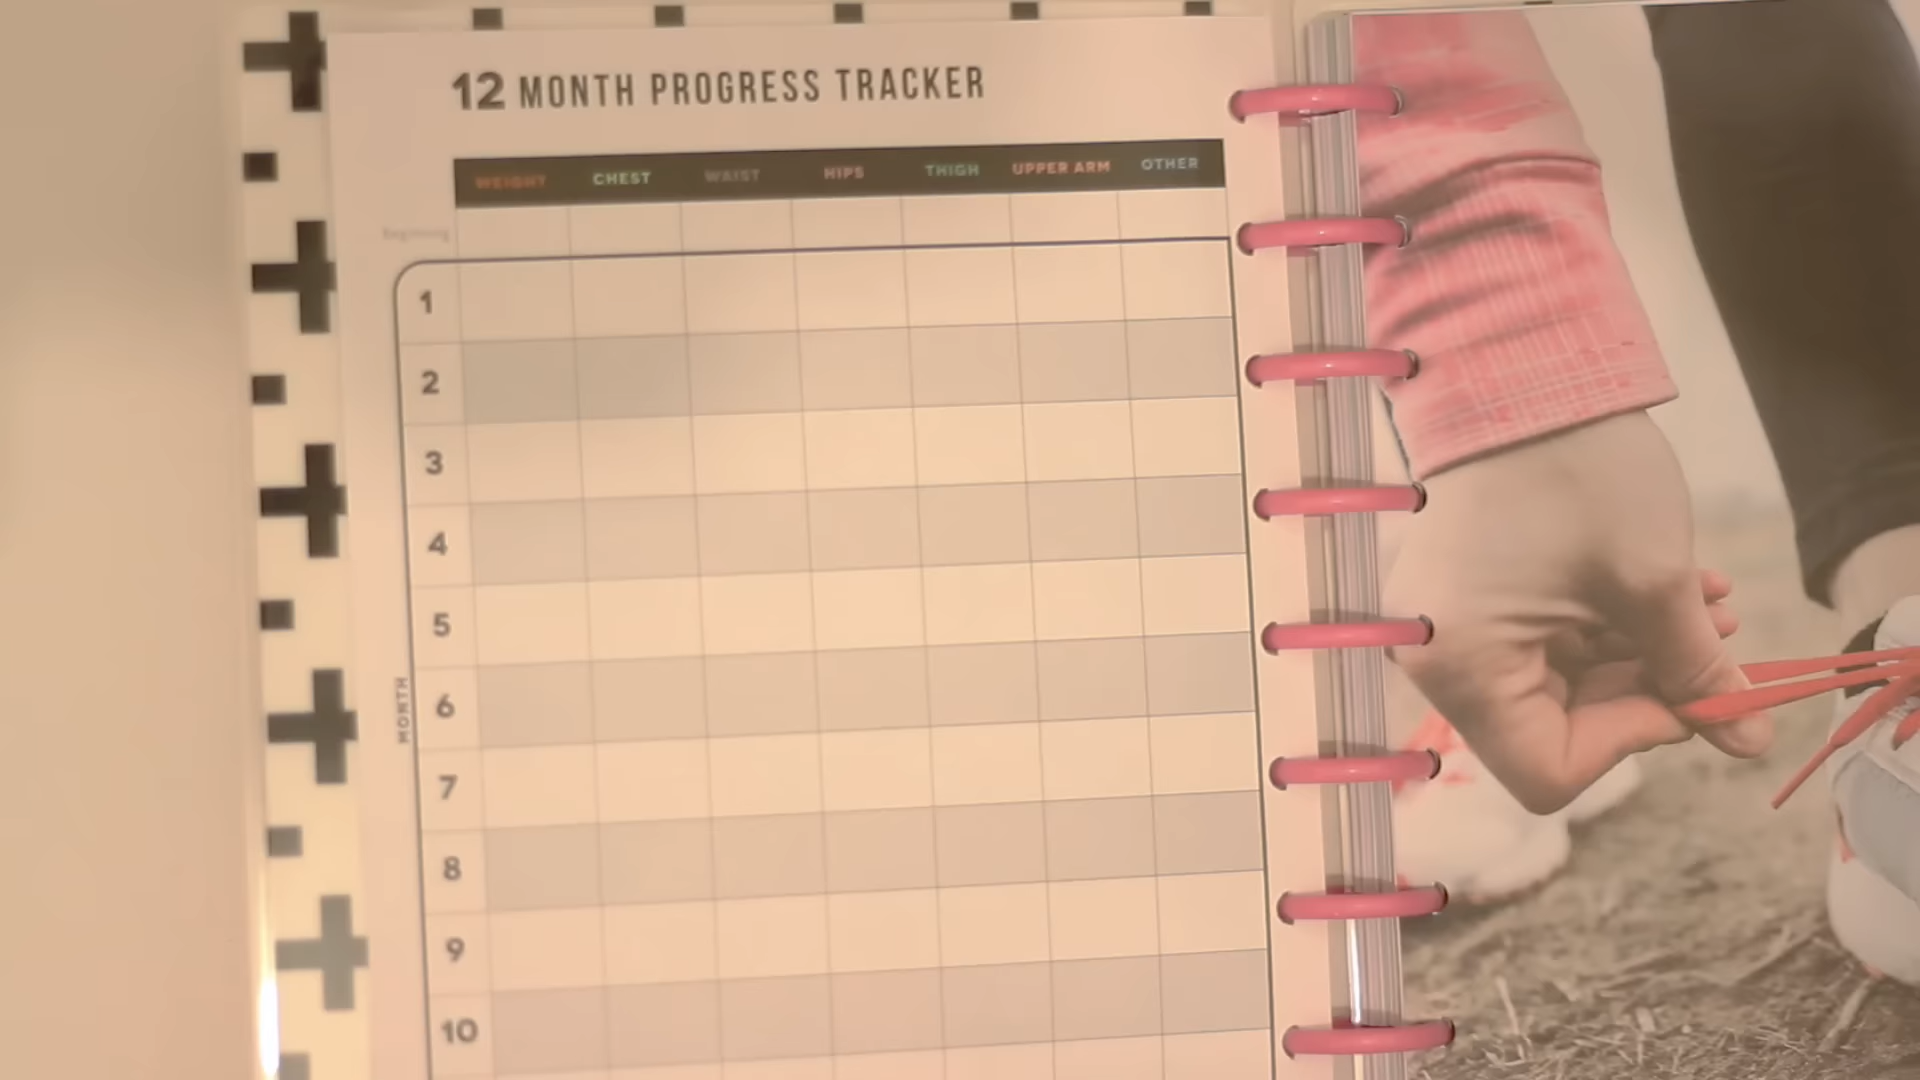 12 MONTH PROGRESS TRACKER
WEIGHT CHEST WAIST HIPS THIGH UPPER ARM OTHER
Beginning
1
2
3
4
5
6
MONTH
7
8
9
10